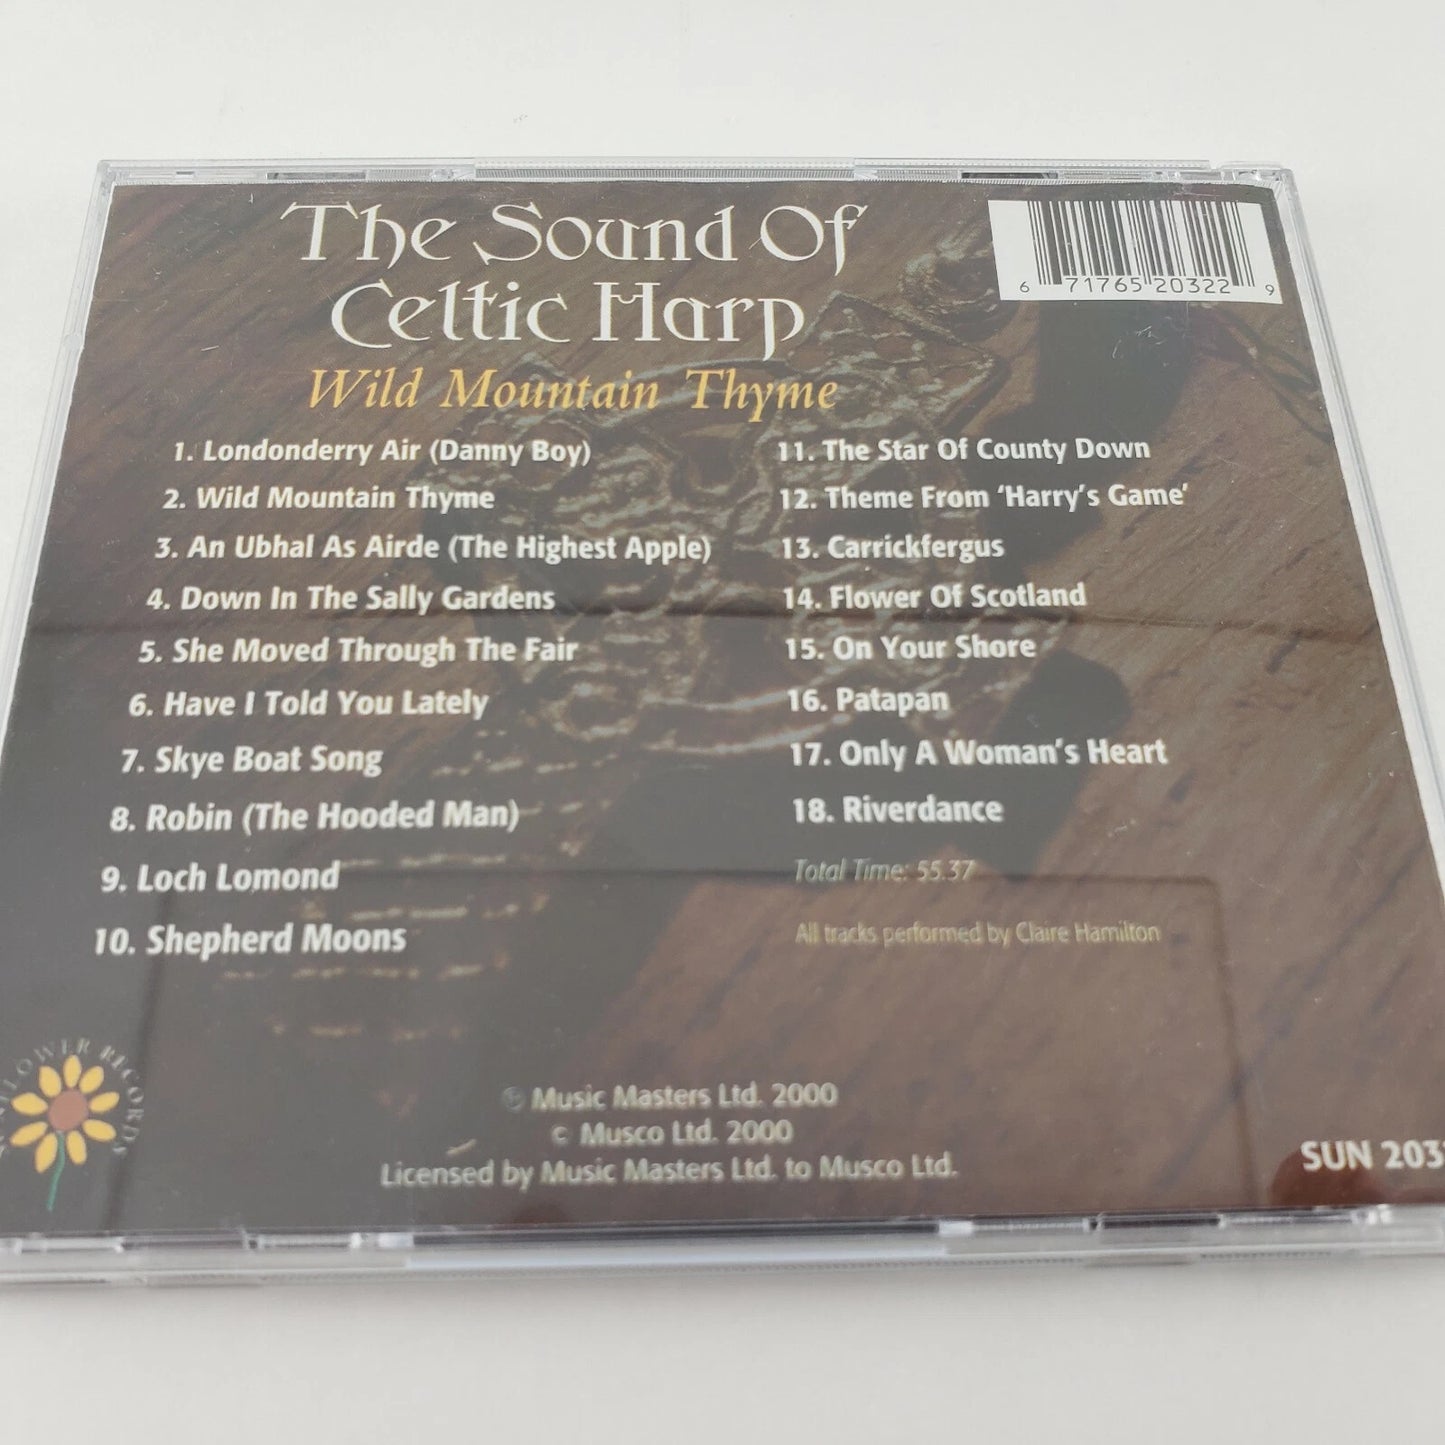 The Sound Of
Celtic Harp
Wild Mountain Thyme
6 71765 20322 9
1. Londonderry Air (Danny Boy)
2. Wild Mountain Thyme
3. An Ubhal As Airde (The Highest Apple)
4. Down In The Sally Gardens
5. She Moved Through The Fair
6. Have I Told You Lately
7. Skye Boat Song
8. Robin (The Hooded Man)
9. Loch Lomond
10. Shepherd Moons
11. The Star Of County Down
12. Theme From ‘Harry’s Game’
13. Carrickfergus
14. Flower Of Scotland
15. On Your Shore
16. Patapan
17. Only A Woman’s Heart
18. Riverdance
Total Time: 55.37
All tracks performed by Claire Hamilton
RECORDS
℗ Music Masters Ltd. 2000
© Musco Ltd. 2000
Licensed by Music Masters Ltd. to Musco Ltd.
SUN 203